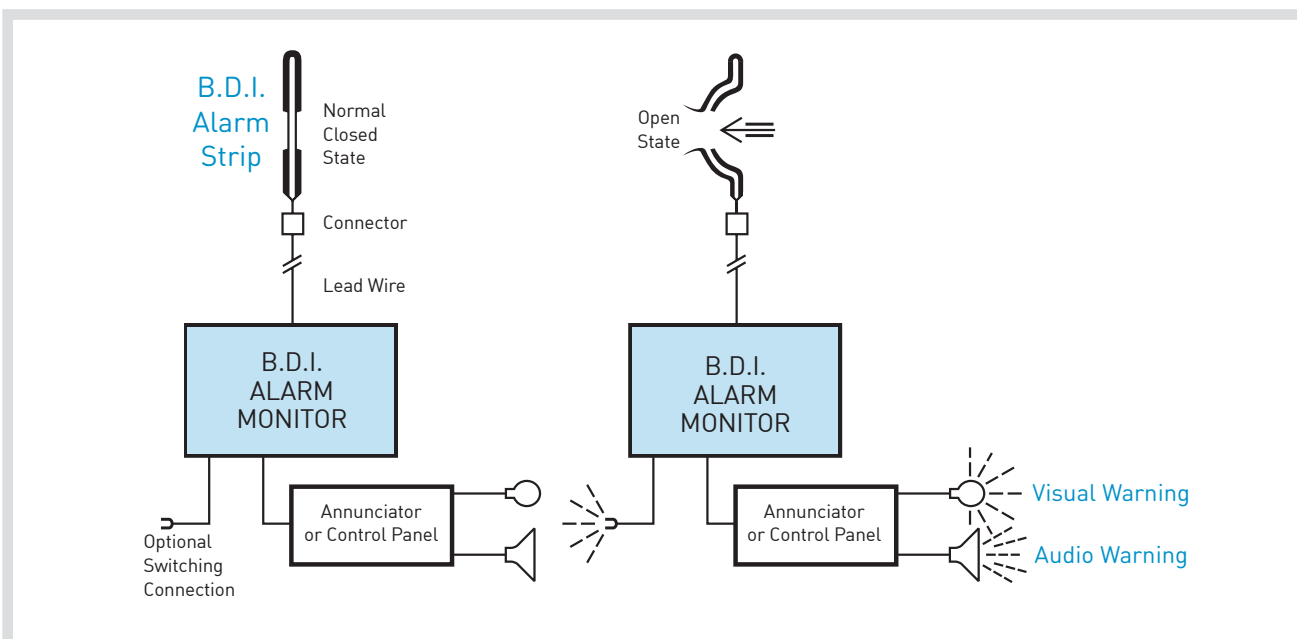 B.D.I.
Alarm
Strip
Normal
Closed
State
Connector
Lead Wire
B.D.I.
ALARM
MONITOR
Annunciator
or Control Panel
Optional
Switching
Connection
Open
State
B.D.I.
ALARM
MONITOR
Annunciator
or Control Panel
Visual Warning
Audio Warning